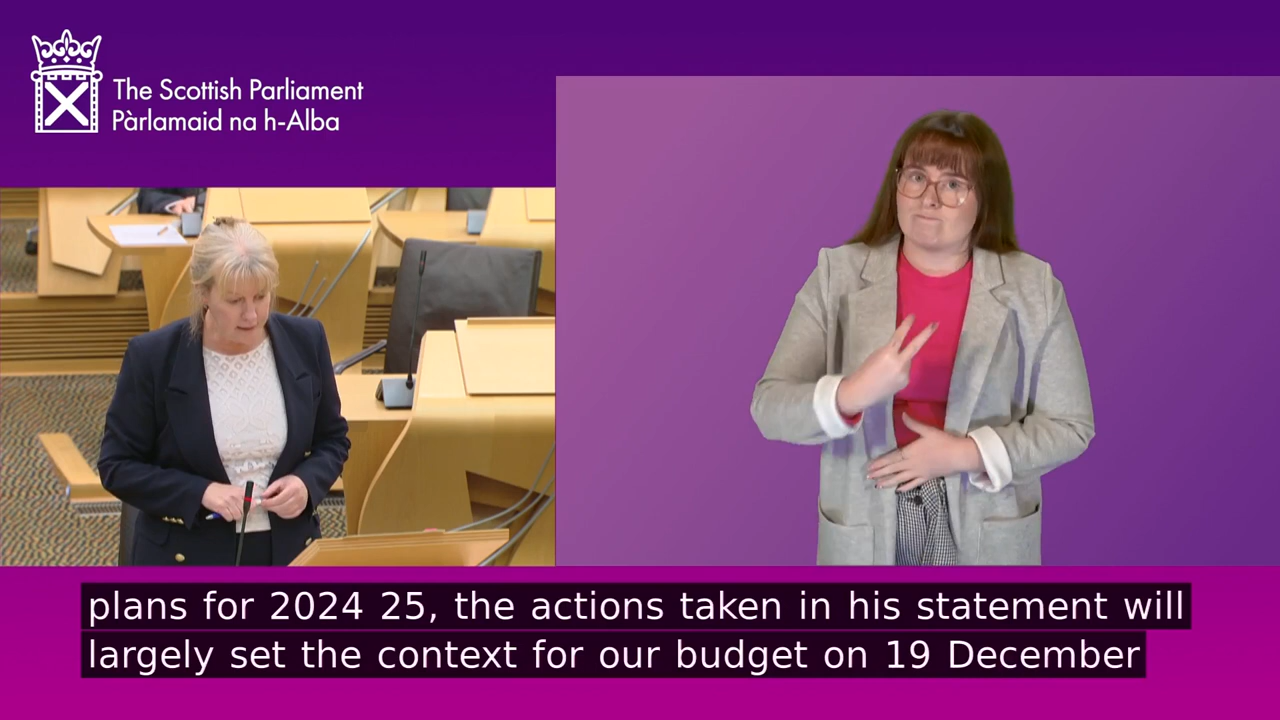 The Scottish Parliament
Pàrlamaid na h-Alba
plans for 2024 25, the actions taken in his statement will
largely set the context for our budget on 19 December